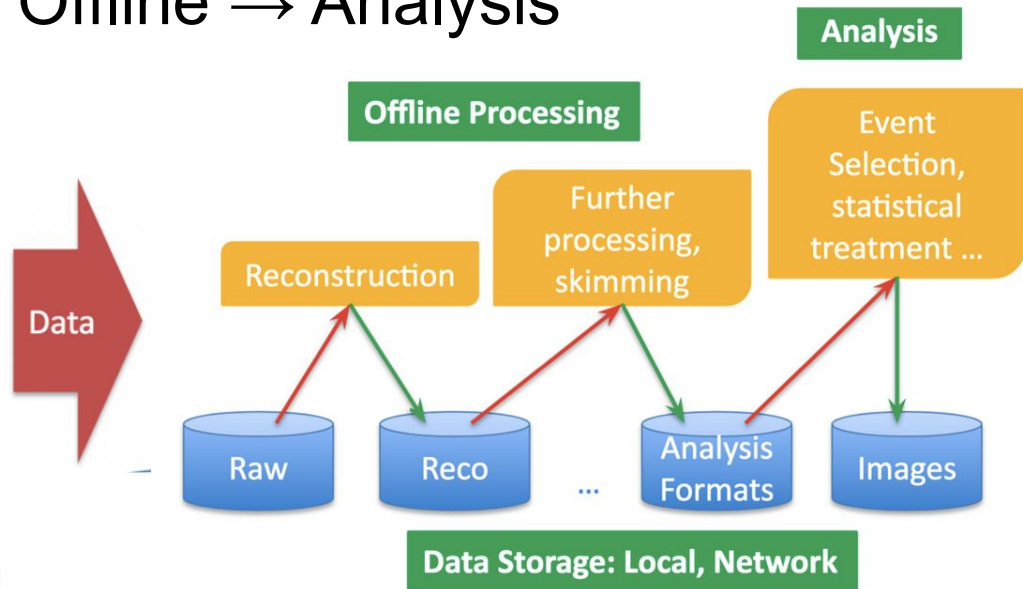 Offline → Analysis
Analysis
Offline Processing
Event
Selection,
statistical
treatment ...
Further
processing,
skimming
Reconstruction
Data
Raw
Reco
...
Analysis
Formats
Images
Data Storage: Local, Network